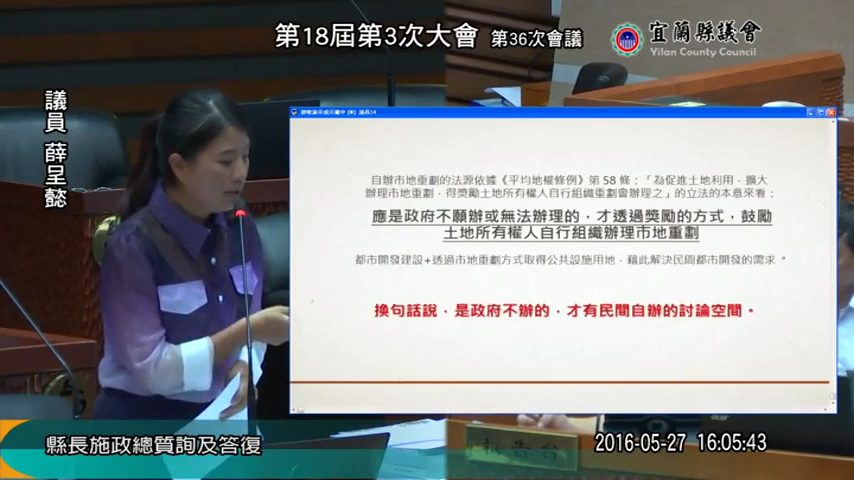 第18屆第3次大會 第36次會議
宜蘭縣議會
Yilan County Council
議員 薛呈懿
自辦市地重劃的法源依據《平均地權條例》第 58 條：「為促進土地利用，擴大
辦理市地重劃，得獎勵土地所有權人自行組織重劃會辦理之」的立法的本意來看：
應是政府不願辦或無法辦理的，才透過獎勵的方式，鼓勵
土地所有權人自行組織辦理市地重劃
都市開發建設+透過市地重劃方式取得公共設施用地，藉此解決民間都市開發的需求。
換句話說，是政府不辦的，才有民間自辦的討論空間。
報告台
縣長施政總質詢及答復
2016-05-27 16:05:43